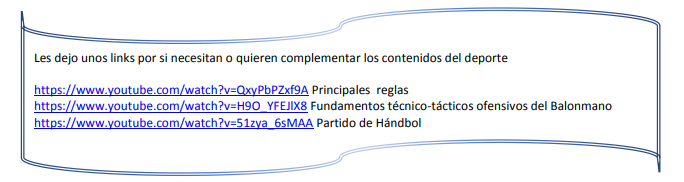 Les dejo unos links por si necesitan o quieren complementar los contenidos del deporte
https://www.youtube.com/watch?v=QxyPbPZxf9A Principales reglas
https://www.youtube.com/watch?v=H9O_YFEJlX8 Fundamentos técnico-tácticos ofensivos del Balonmano
https://www.youtube.com/watch?v=51zya_6sMAA Partido de Hándbol